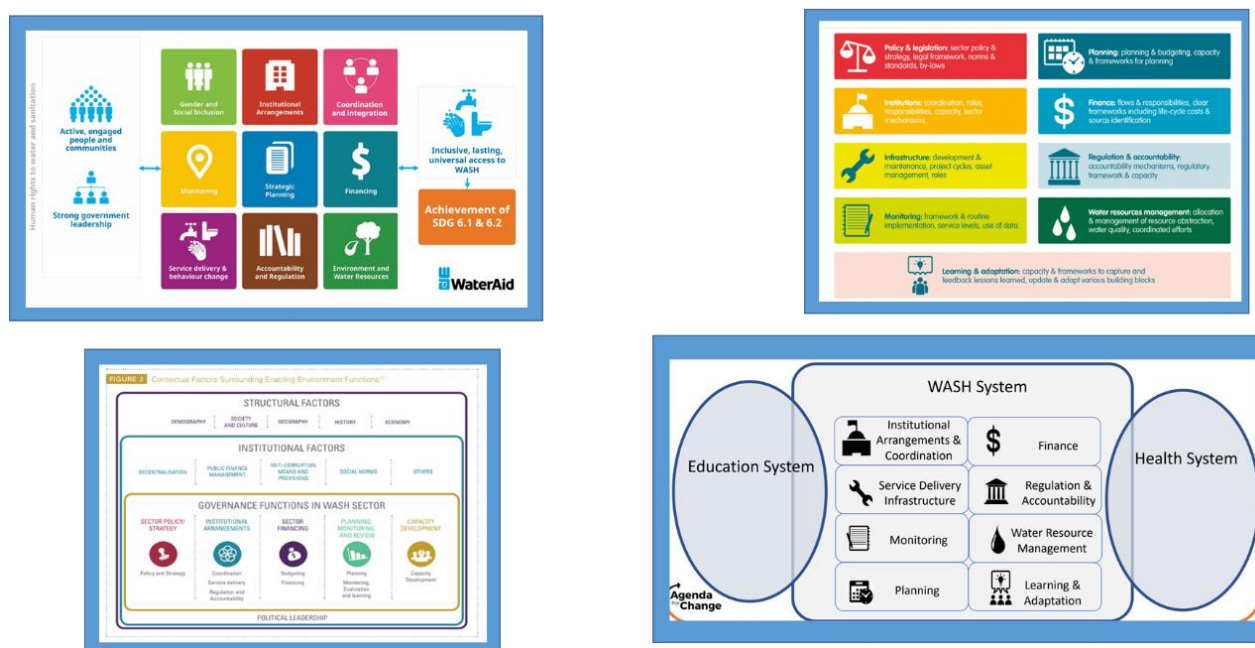 Human rights to water and sanitation
Active, engaged
people and
communities
Strong government
leadership
Gender and
Social Inclusion
Institutional
Arrangements
Coordination
and Integration
Monitoring
Strategic
Planning
Financing
Service delivery &
behaviour change
Accountability
and Regulation
Environment and
Water Resources
Inclusive, lasting,
universal access to
WASH
Achievement of
SDG 6.1 & 6.2
WaterAid
Policy & legislation: sector policy &
strategy, legal framework, norms &
standards, by-laws
Planning: planning & budgeting, capacity
& frameworks for planning
Institutions: coordination, roles,
responsibilities, capacity, sector
mechanisms
Finance: flows & responsibilities, clear
frameworks including life-cycle costs &
source identification
Infrastructure: development &
maintenance, project cycles, asset
management, roles
Regulation & accountability:
accountability mechanisms, regulatory
framework & capacity
Monitoring: framework & routine
implementation, service levels, use of data
Water resources management: allocation
& management of resource abstraction,
water quality, coordinated efforts
Learning & adaptation: capacity & frameworks to capture and
feedback lessons learned, update & adapt various building blocks
FIGURE 3 Contextual Factors Surrounding Enabling Environment Functions
STRUCTURAL FACTORS
DEMOGRAPHY
SOCIETY
AND CULTURE
GEOGRAPHY
HISTORY
ECONOMY
INSTITUTIONAL FACTORS
DECENTRALISATION
PUBLIC FINANCE
MANAGEMENT
ANTI-CORRUPTION
MEANS AND
PROVISIONS
SOCIAL NORMS
OTHERS
GOVERNANCE FUNCTIONS IN WASH SECTOR
SECTOR POLICY/
STRATEGY
INSTITUTIONAL
ARRANGEMENTS
SECTOR
FINANCING
PLANNING,
MONITORING,
AND REVIEW
CAPACITY
DEVELOPMENT
Policy and Strategy
Coordination
Service delivery
Regulation and
Accountability
Budgeting
Financing
Planning
Monitoring,
Evaluation
and learning
Capacity
Development
POLITICAL LEADERSHIP
WASH System
Education System
Health System
Institutional
Arrangements &
Coordination
Finance
Service Delivery
Infrastructure
Regulation &
Accountability
Monitoring
Water Resource
Management
Planning
Learning &
Adaptation
Agenda
for Change